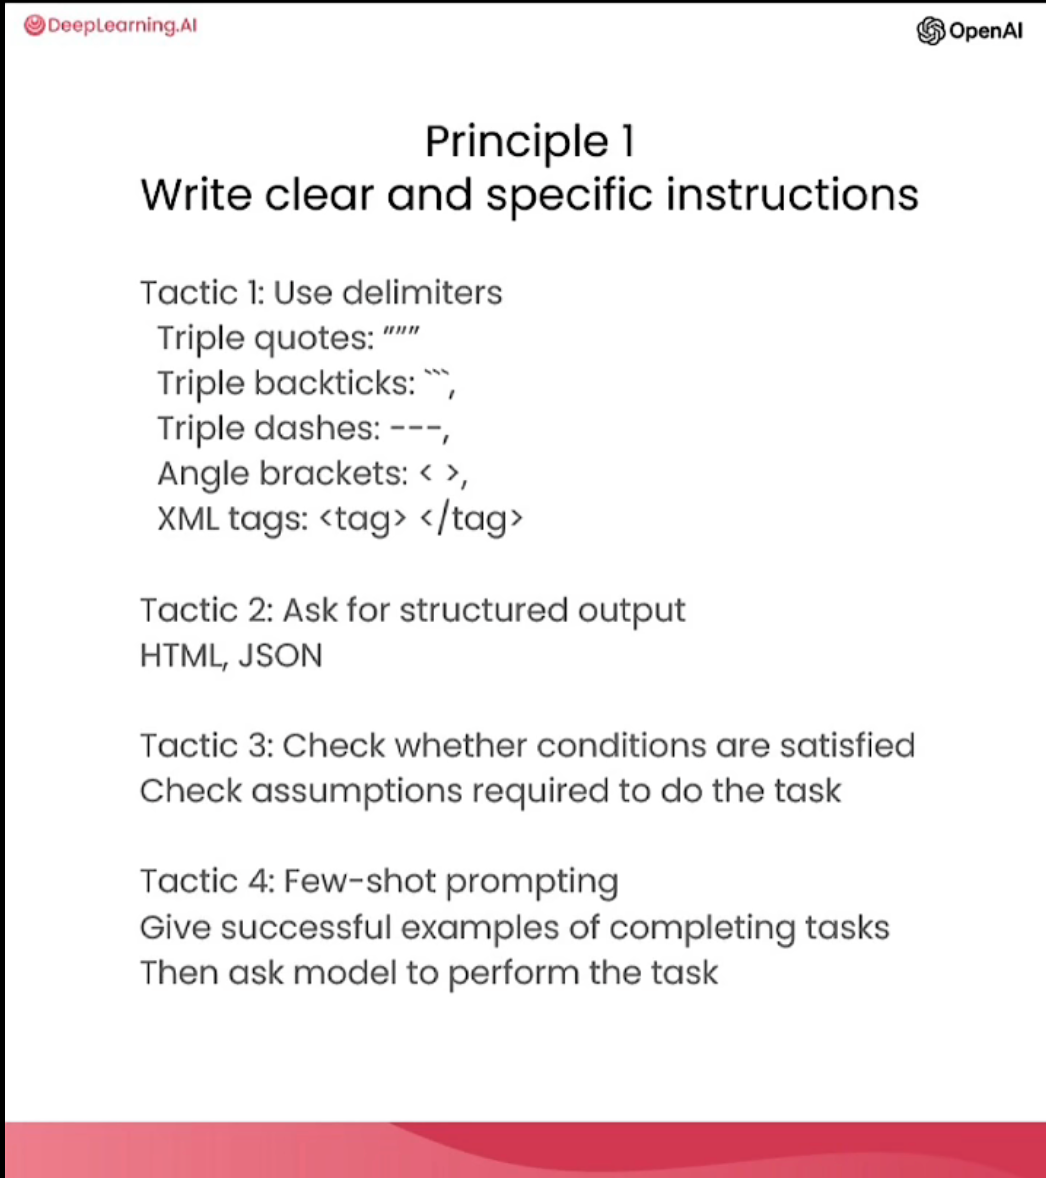 DeepLearning.AI
OpenAI
Principle 1
Write clear and specific instructions
Tactic 1: Use delimiters
Triple quotes: """
Triple backticks: ```,
Triple dashes: ---,
Angle brackets: < >,
XML tags: <tag> </tag>
Tactic 2: Ask for structured output
HTML, JSON
Tactic 3: Check whether conditions are satisfied
Check assumptions required to do the task
Tactic 4: Few-shot prompting
Give successful examples of completing tasks
Then ask model to perform the task